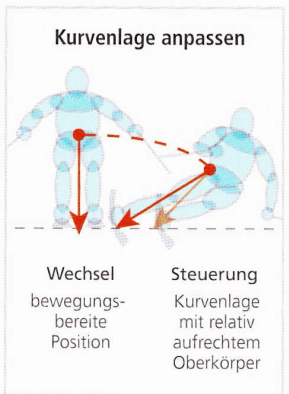 Kurvenlage anpassen
Wechsel
bewegungs-
bereite
Position
Steuerung
Kurvenlage
mit relativ
aufrechtem
Oberkörper